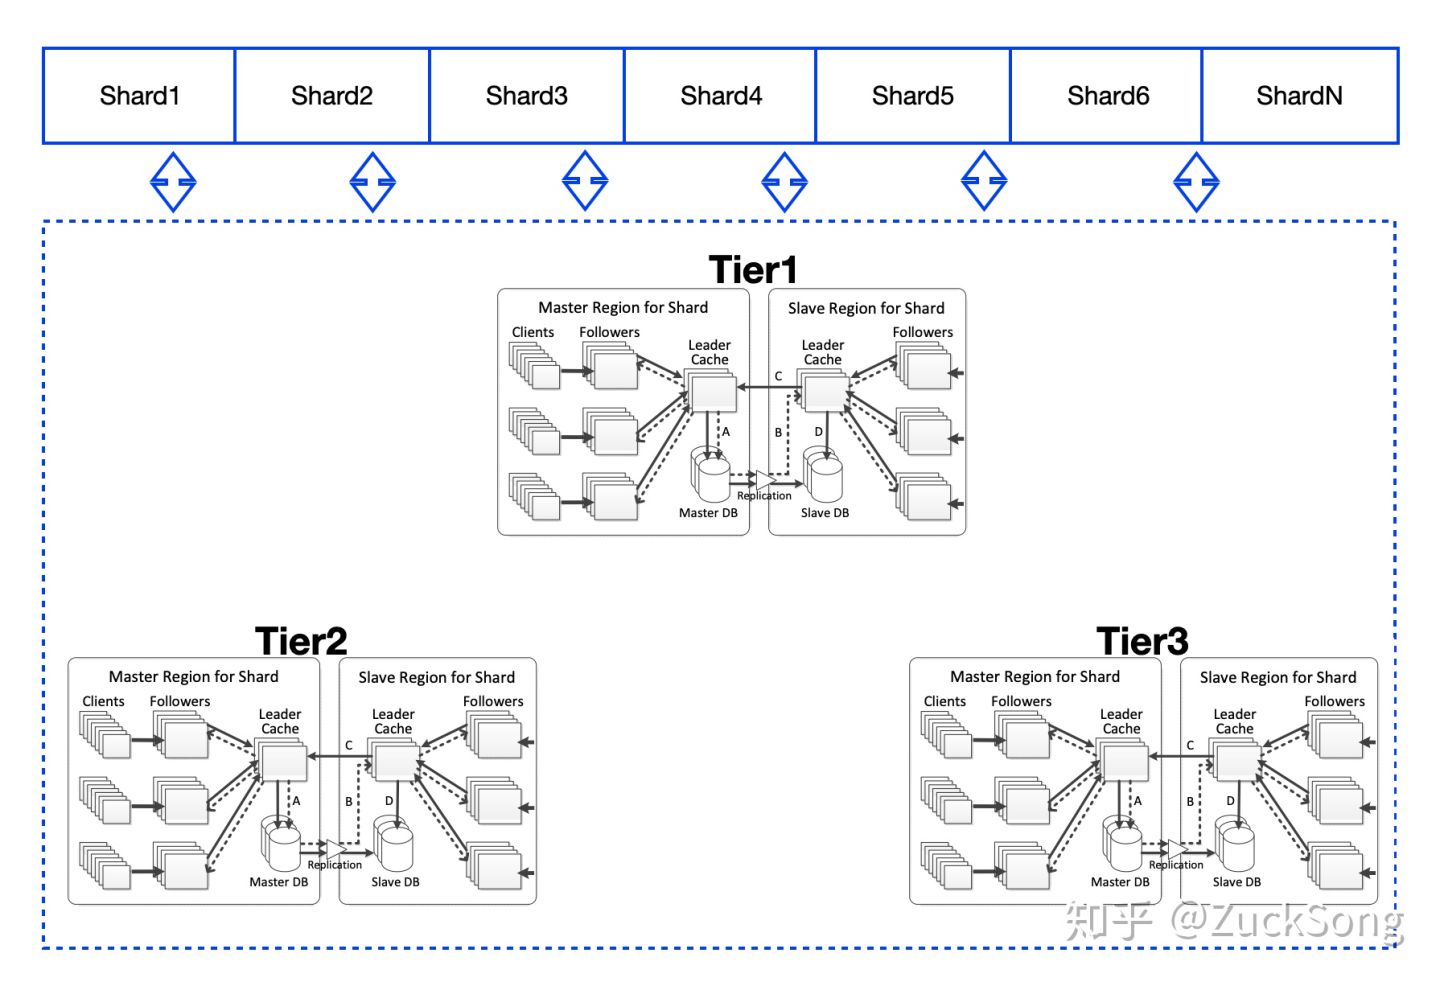 Shard1 Shard2 Shard3 Shard4 Shard5 Shard6 ShardN
Tier1
Master Region for Shard Slave Region for Shard
Clients Followers Leader Cache Leader Cache Followers
C
A B D
Replication
Master DB Slave DB
Tier2 Tier3
Master Region for Shard Slave Region for Shard
Clients Followers Leader Cache Leader Cache Followers
C
A B D
Replication
Master DB Slave DB
Master Region for Shard Slave Region for Shard
Clients Followers Leader Cache Leader Cache Followers
C
A B D
Replication
Master DB Slave DB
知乎 @ZuckSong